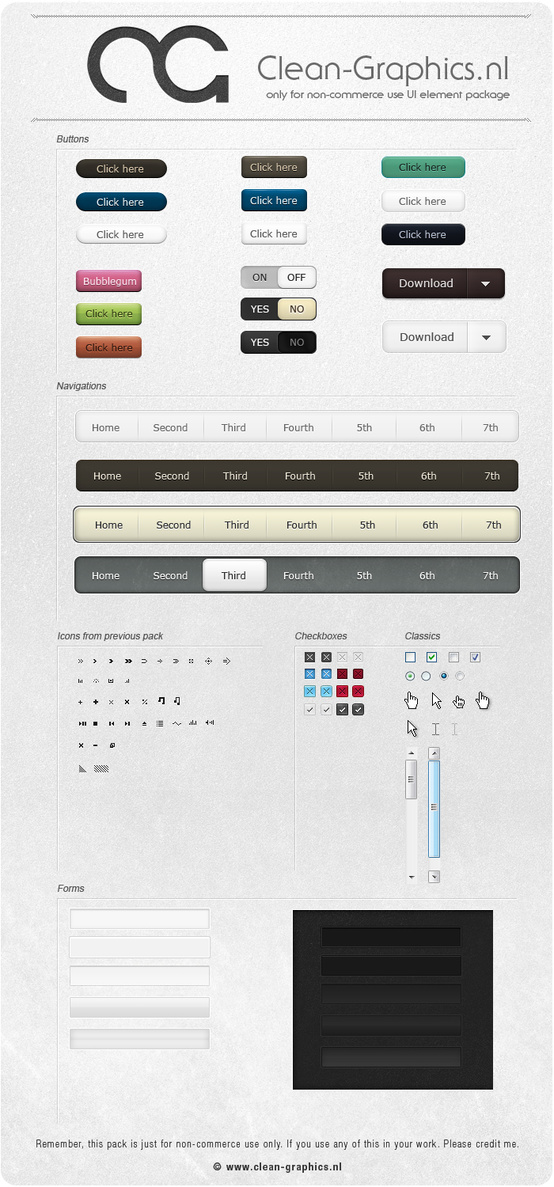 Clean-Graphics.nl
only for non-commerce use UI element package
Buttons
Click here Click here Click here
Click here Click here Click here
Click here Click here Click here
Bubblegum ON OFF Download
Click here YES NO
Click here YES NO Download
Navigations
Home Second Third Fourth 5th 6th 7th
Home Second Third Fourth 5th 6th 7th
Home Second Third Fourth 5th 6th 7th
Home Second Third Fourth 5th 6th 7th
Icons from previous pack Checkboxes Classics
Forms
Remember, this pack is just for non-commerce use only. If you use any of this in your work. Please credit me.
© www.clean-graphics.nl